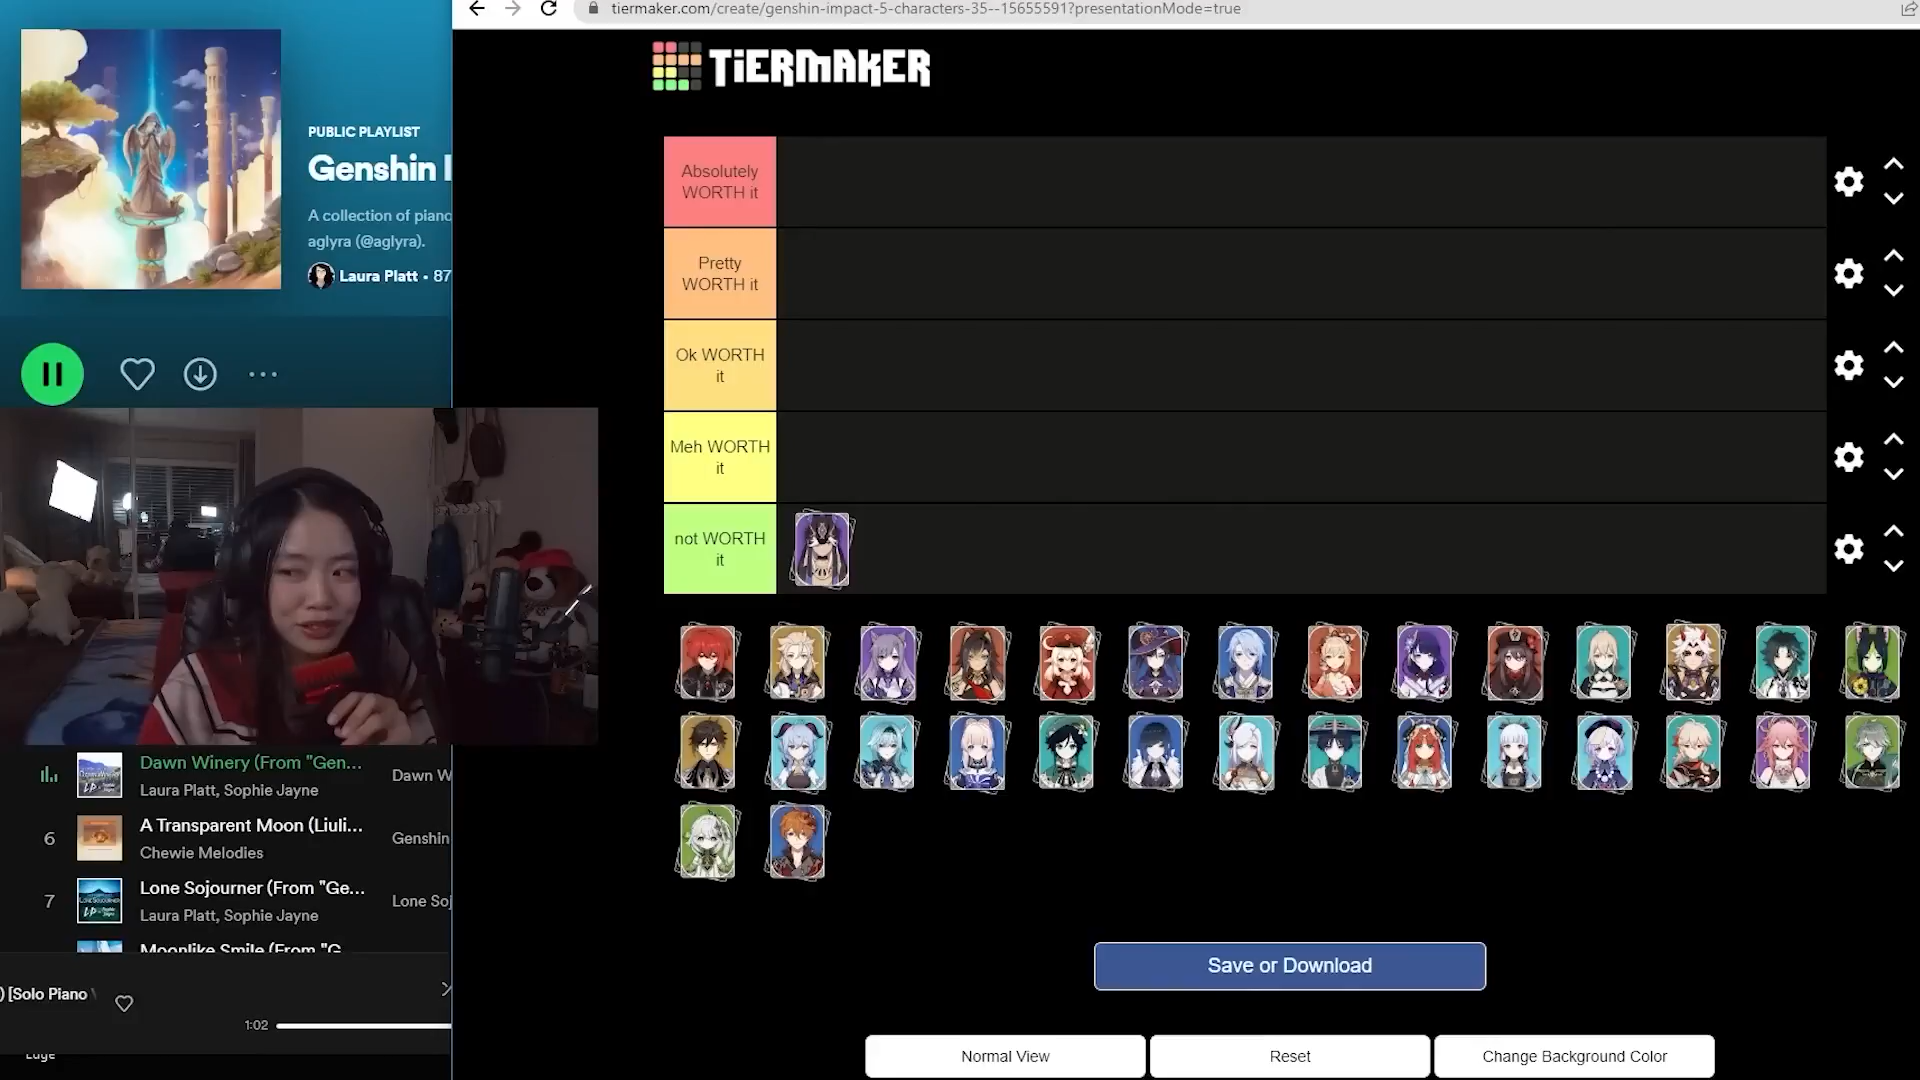 tiermaker.com/create/genshin-impact-5-characters-35--15655591?presentationMode=true
TiERMAKER
PUBLIC PLAYLIST
Genshin I
A collection of piano
aglyra (@aglyra).
Laura Platt • 87
Absolutely
WORTH it
Pretty
WORTH it
Ok WORTH
it
Meh WORTH
it
not WORTH
it
Dawn Winery (From "Gen...
Laura Platt, Sophie Jayne
Dawn W
6
A Transparent Moon (Liuli...
Chewie Melodies
Genshin
7
Lone Sojourner (From "Ge...
Laura Platt, Sophie Jayne
Lone Soj
Moonlike Smile (From "G
) [Solo Piano
1:02
Save or Download
Normal View
Reset
Change Background Color